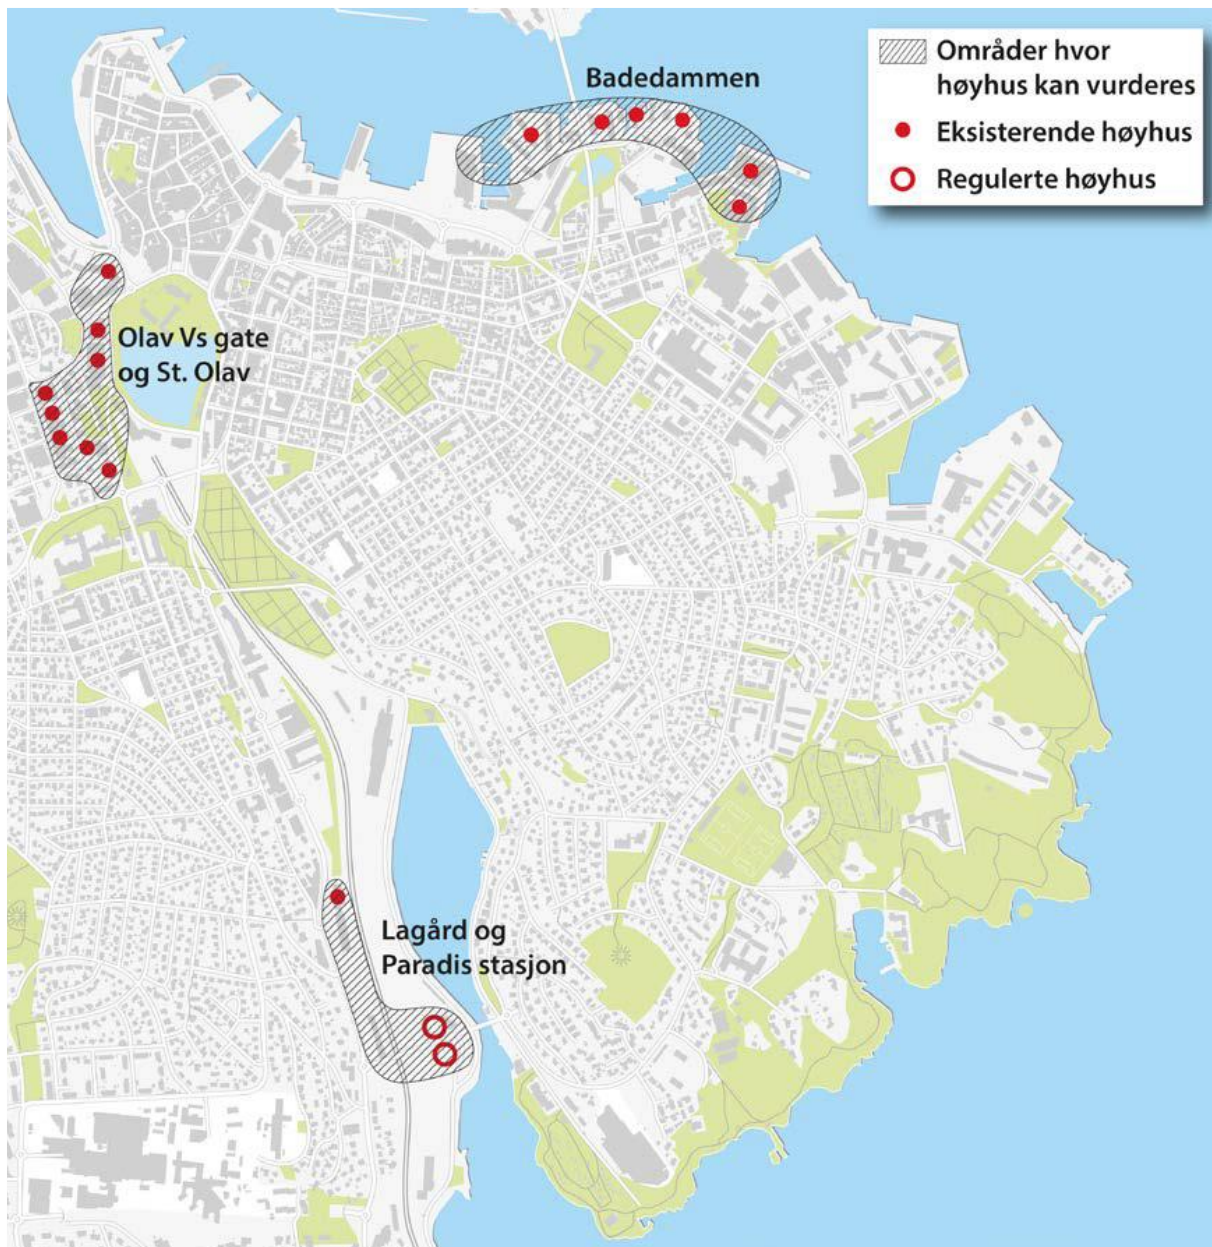 Badedammen
Områder hvor
høyhus kan vurderes
Eksisterende høyhus
Regulerte høyhus
Olav Vs gate
og St. Olav
Lagård og
Paradis stasjon